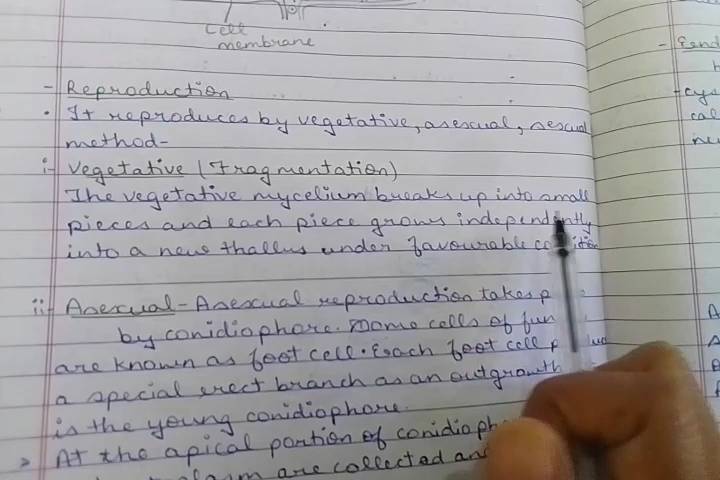 Cell
membrane
- Reproduction
• It reproduces by vegetative, asexual, sexual
method-
i- Vegetative (Fragmentation)
The vegetative mycelium breaks up into small
pieces and each piece grows independently
into a new thallus under favourable
ii- Asexual - Asexual reproduction takes
by conidiophore. Some cells of
are known as foot cell. Each foot cell
a special erect branch as an outgrowth
is the young conidiophore.
> At the apical portion of
are collected and